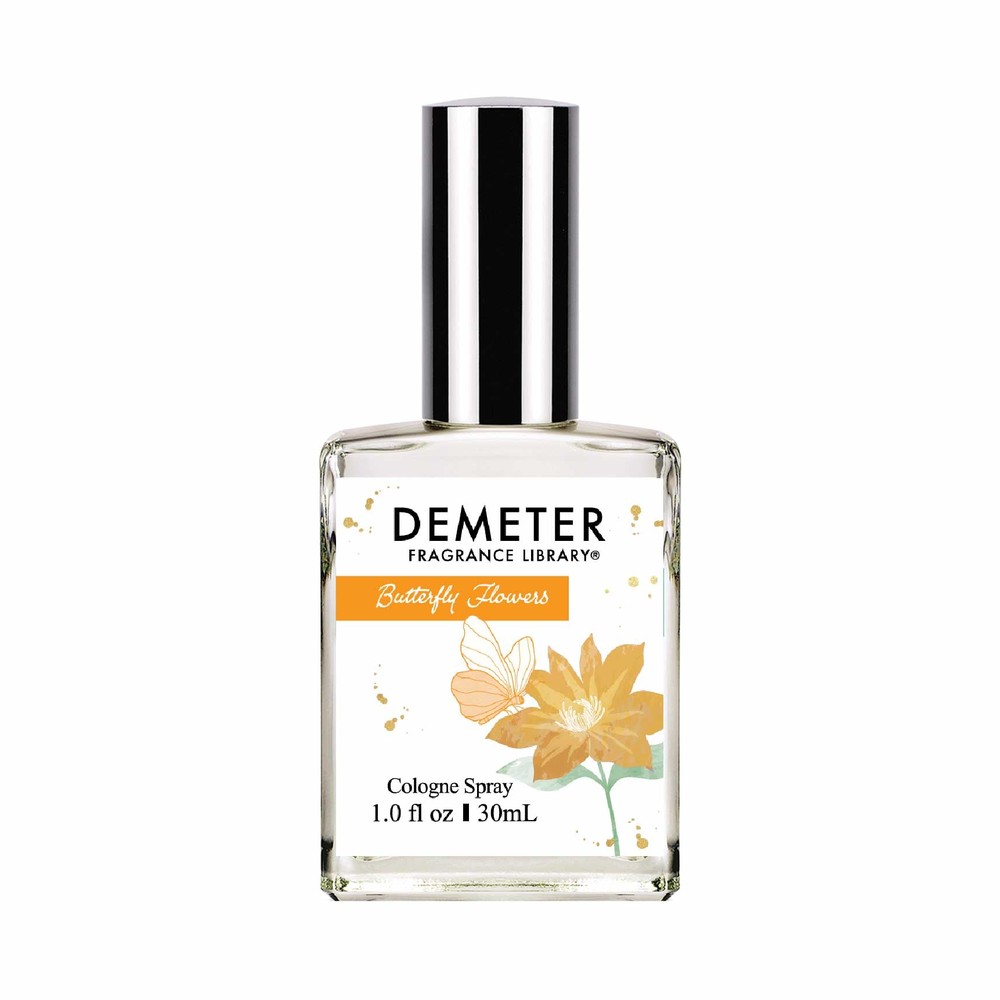 DEMETER
FRAGRANCE LIBRARY®
Butterfly Flowers
Cologne Spray
1.0 fl oz ❚ 30mL